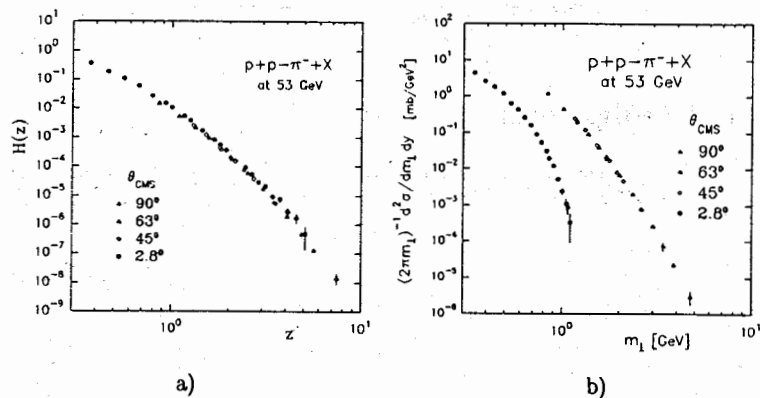 10¹
10⁰
10⁻¹
10⁻²
10⁻³
10⁻⁴
10⁻⁵
10⁻⁶
10⁻⁷
10⁻⁸
10⁻⁹
H(z)
p+p−π⁻+X
at 53 GeV
θCMS
90°
63°
45°
2.8°
10⁰
10¹
z
a)
10²
10¹
10⁰
10⁻¹
10⁻²
10⁻³
10⁻⁴
10⁻⁵
10⁻⁶
(2πm⊥)⁻¹ d²σ/dm⊥dy [mb/GeV²]
p+p−π⁻+X
at 53 GeV
θCMS
90°
63°
45°
2.8°
10⁰
10¹
m⊥ [GeV]
b)